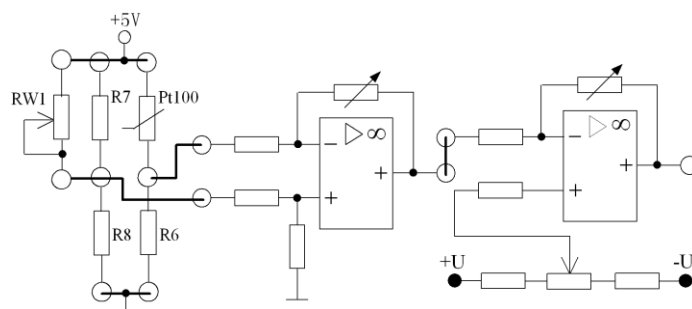 +5V
RW1
R7
Pt100
R8
R6
▷ ∞
−
+
+
▷ ∞
−
+
+
+U
-U